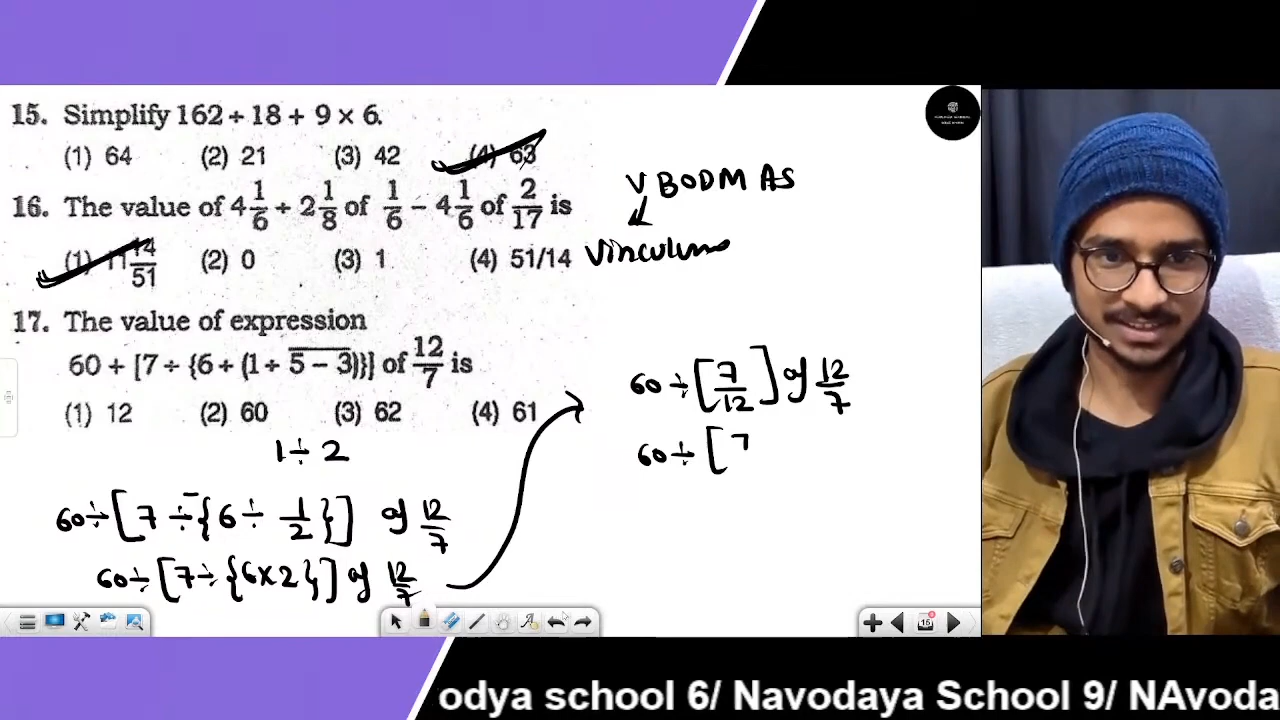 15. Simplify 162 ÷ 18 + 9 × 6.
(1) 64 (2) 21 (3) 42 (4) 63
16. The value of 4 1/6 ÷ 2 1/8 of 1/6 − 4 1/6 of 2/17 is
(1) 11 14/51 (2) 0 (3) 1 (4) 51/14
17. The value of expression
60 ÷ [7 ÷ {6 ÷ (1 ÷ 5̅ ̅−̅ ̅3̅)}] of 12/7 is
(1) 12 (2) 60 (3) 62 (4) 61
1 ÷ 2
60 ÷ [7 ÷ {6 ÷ 1/2}] of 12/7
60 ÷ [7 ÷ {6×2}] of 12/7
V BODMAS
Vinculum
60 ÷ [7/12] of 12/7
60 ÷ [7
15
odya school 6/ Navodaya School 9/ NAvoda